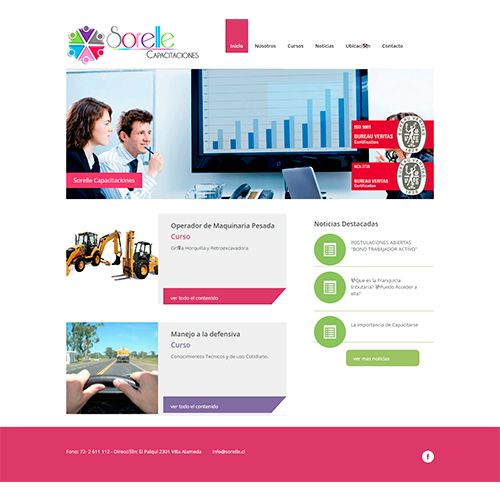 Sorelle
CAPACITACIONES
Inicio Nosotros Cursos Noticias Ubicación Contacto
ISO 9001
BUREAU VERITAS
Certification
NCh 2728
BUREAU VERITAS
Certification
Sorelle Capacitaciones
Operador de Maquinaria Pesada
Curso
Horquilla y Retroexcavadora
ver todo el contenido
Manejo a la defensiva
Curso
Conocimientos Tecnicos y de uso Cotidiano.
ver todo el contenido
Noticias Destacadas
POSTULACIONES ABIERTAS
"BONO TRABAJADOR ACTIVO"
Que es la Franquicia
tributaria? Puedo Acceder a
ella?
La importancia de Capacitarse
ver mas noticias
Fono: 72- 2 611 112 - El Palqui 2301 Villa Alameda info@sorelle.cl
f